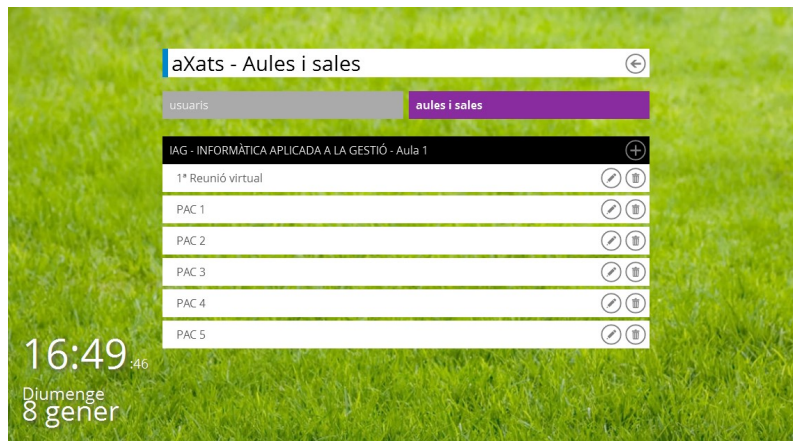 aXats - Aules i sales
usuaris
aules i sales
IAG - INFORMÀTICA APLICADA A LA GESTIÓ - Aula 1
1ª Reunió virtual
PAC 1
PAC 2
PAC 3
PAC 4
PAC 5
16:49:46
Diumenge
8 gener